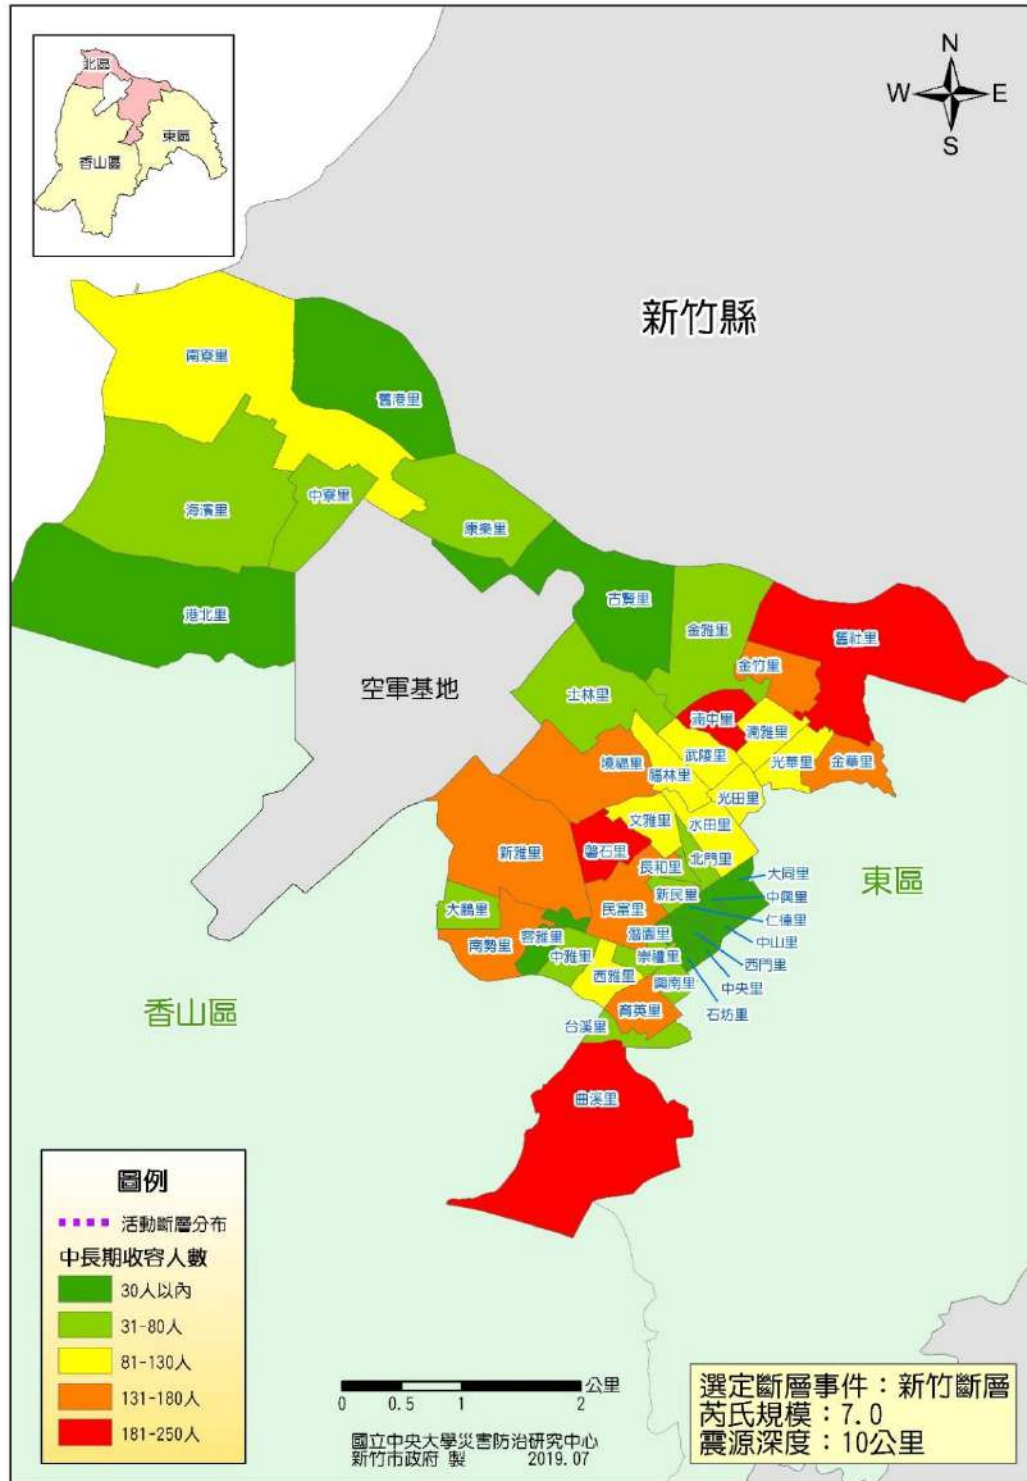 北區
東區
香山區
N
W
E
S
新竹縣
南寮里
舊港里
海濱里
中寮里
康樂里
港北里
古賢里
金雅里
舊社里
空軍基地
士林里
金竹里
湳中里
湳雅里
武陵里
境福里
福林里
光華里
金華里
光田里
文雅里
水田里
新雅里
磐石里
長和里
北門里
大同里
東區
大鵬里
民富里
新民里
中興里
仁德里
南勢里
容雅里
潛園里
中山里
中雅里
崇禮里
西門里
西雅里
興南里
中央里
育英里
石坊里
香山區
台溪里
曲溪里
圖例
活動斷層分布
中長期收容人數
30人以內
31-80人
81-130人
131-180人
181-250人
公里
0 0.5 1 2
國立中央大學災害防治研究中心
新竹市政府 製 2019.07
選定斷層事件：新竹斷層
芮氏規模：7.0
震源深度：10公里